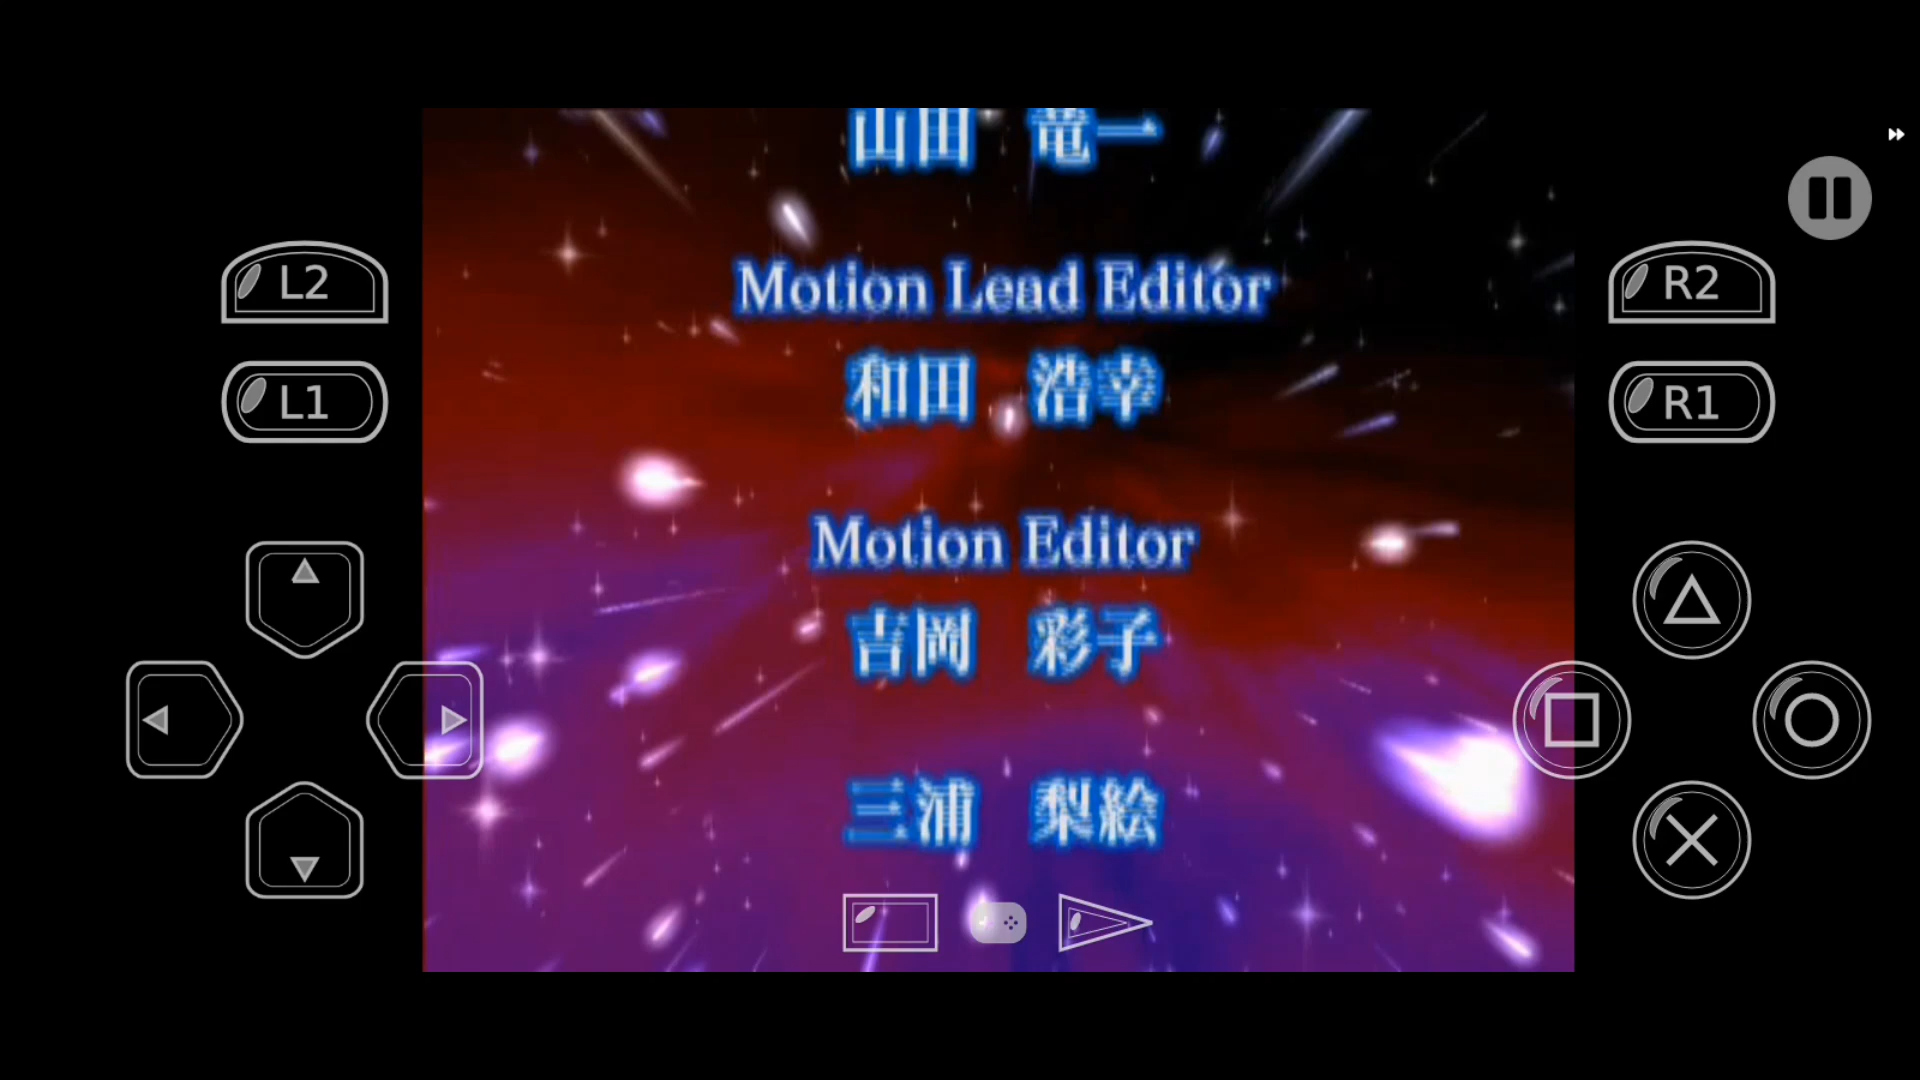 山田 竜一
L2
R2
Motion Lead Editor
L1
和田 浩幸
R1
Motion Editor
吉岡 彩子
三浦 梨絵